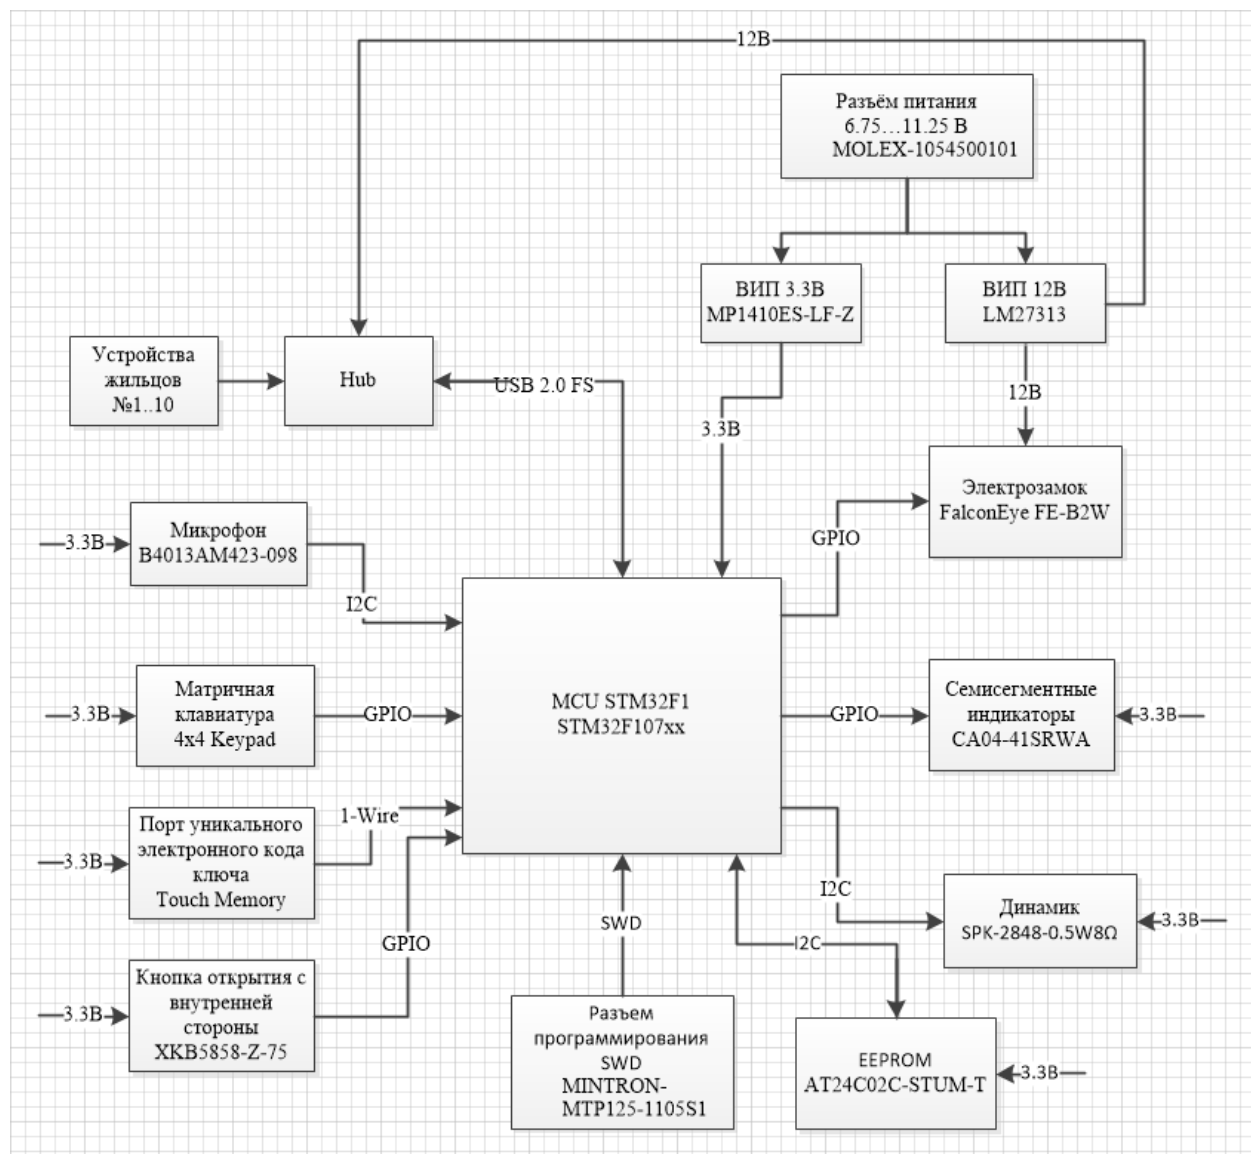 12В
Разъём питания
6.75…11.25 В
MOLEX-1054500101
ВИП 3.3В
MP1410ES-LF-Z
ВИП 12В
LM27313
Устройства
жильцов
№1..10
Hub
USB 2.0 FS
3.3В
12В
Электрозамок
FalconEye FE-B2W
GPIO
3.3В
Микрофон
B4013AM423-098
I2C
MCU STM32F1
STM32F107xx
3.3В
Матричная
клавиатура
4x4 Keypad
GPIO
GPIO
Семисегментные
индикаторы
CA04-41SRWA
3.3В
3.3В
Порт уникального
электронного кода
ключа
Touch Memory
1-Wire
I2C
Динамик
SPK-2848-0.5W8Ω
3.3В
GPIO
SWD
I2C
3.3В
Кнопка открытия с
внутренней
стороны
XKB5858-Z-75
Разъем
программирования
SWD
MINTRON-
MTP125-1105S1
EEPROM
AT24C02C-STUM-T
3.3В